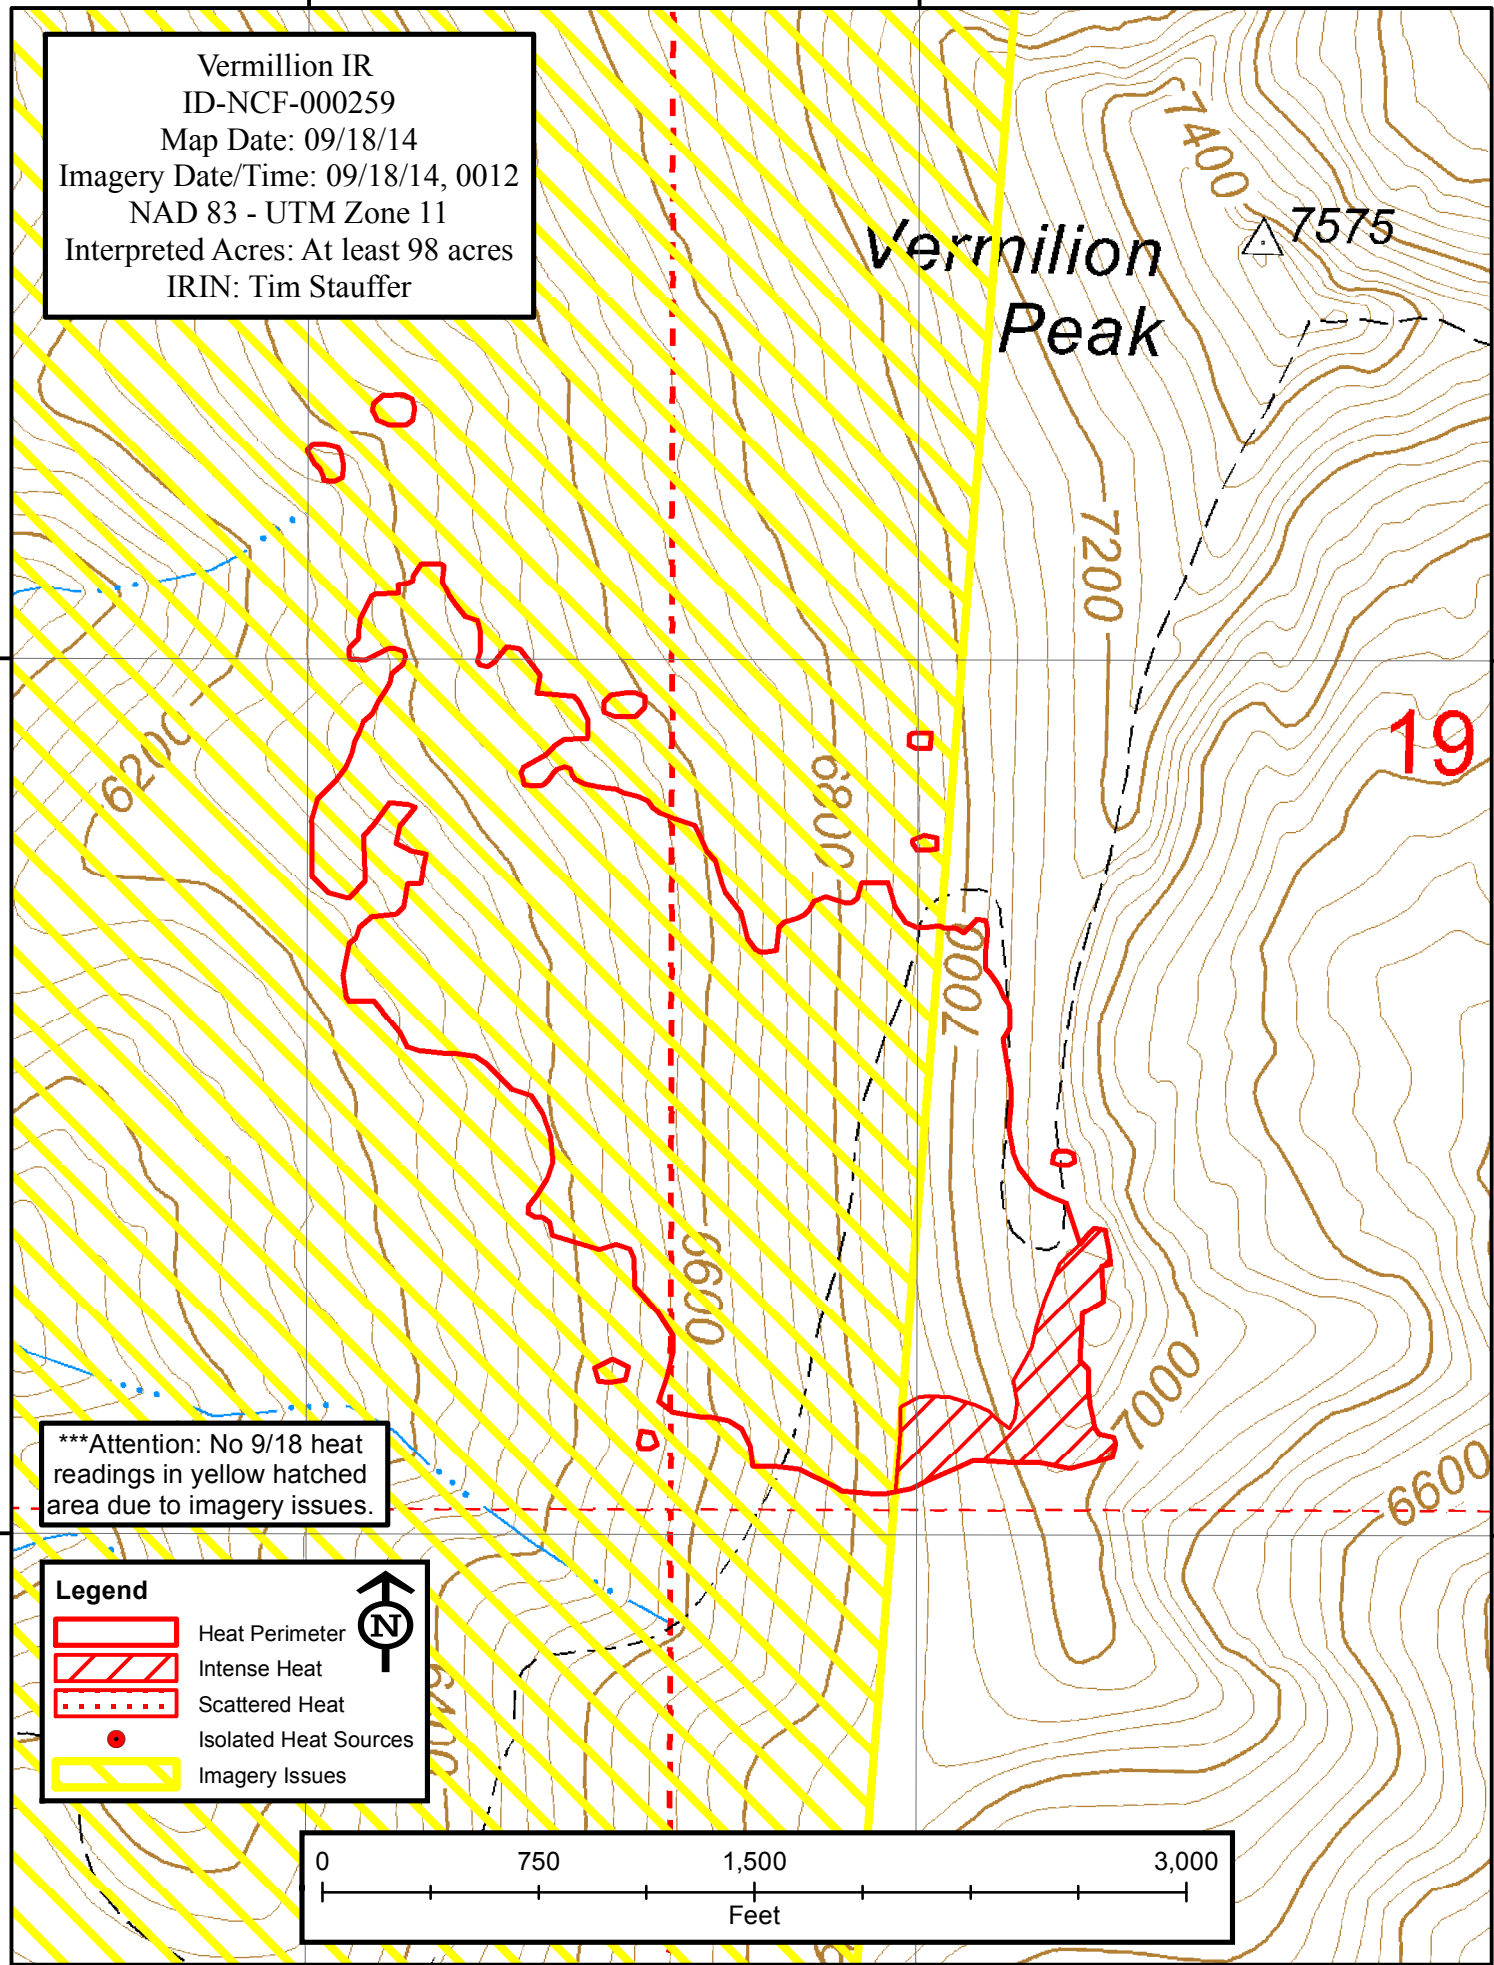 Vermillion IR
ID-NCF-000259
Map Date: 09/18/14
Imagery Date/Time: 09/18/14, 0012
NAD 83 - UTM Zone 11
Interpreted Acres: At least 98 acres
IRIN: Tim Stauffer
7400
7575
Vermilion
Peak
7200
19
6200
6800
7000
6600
7000
6600
***Attention: No 9/18 heat
readings in yellow hatched
area due to imagery issues.
Legend
N
Heat Perimeter
Intense Heat
Scattered Heat
Isolated Heat Sources
Imagery Issues
6400
0 750 1,500 3,000
Feet